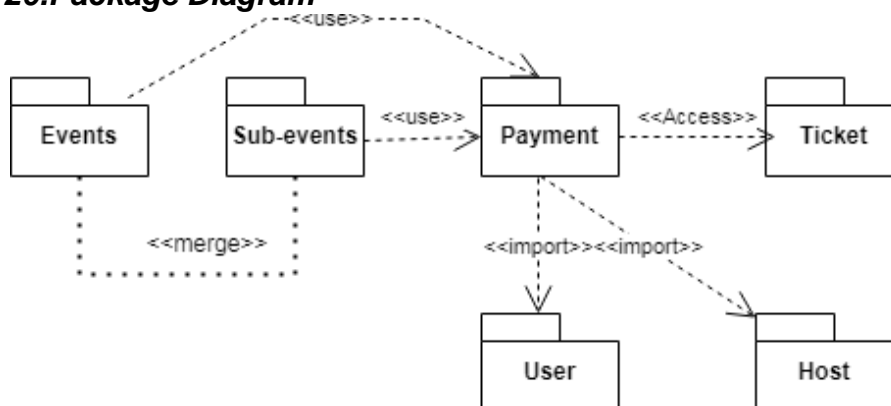 <<use>>
Events
Sub-events
<<use>>
Payment
<<Access>>
Ticket
<<merge>>
<<import>><<import>>
User
Host